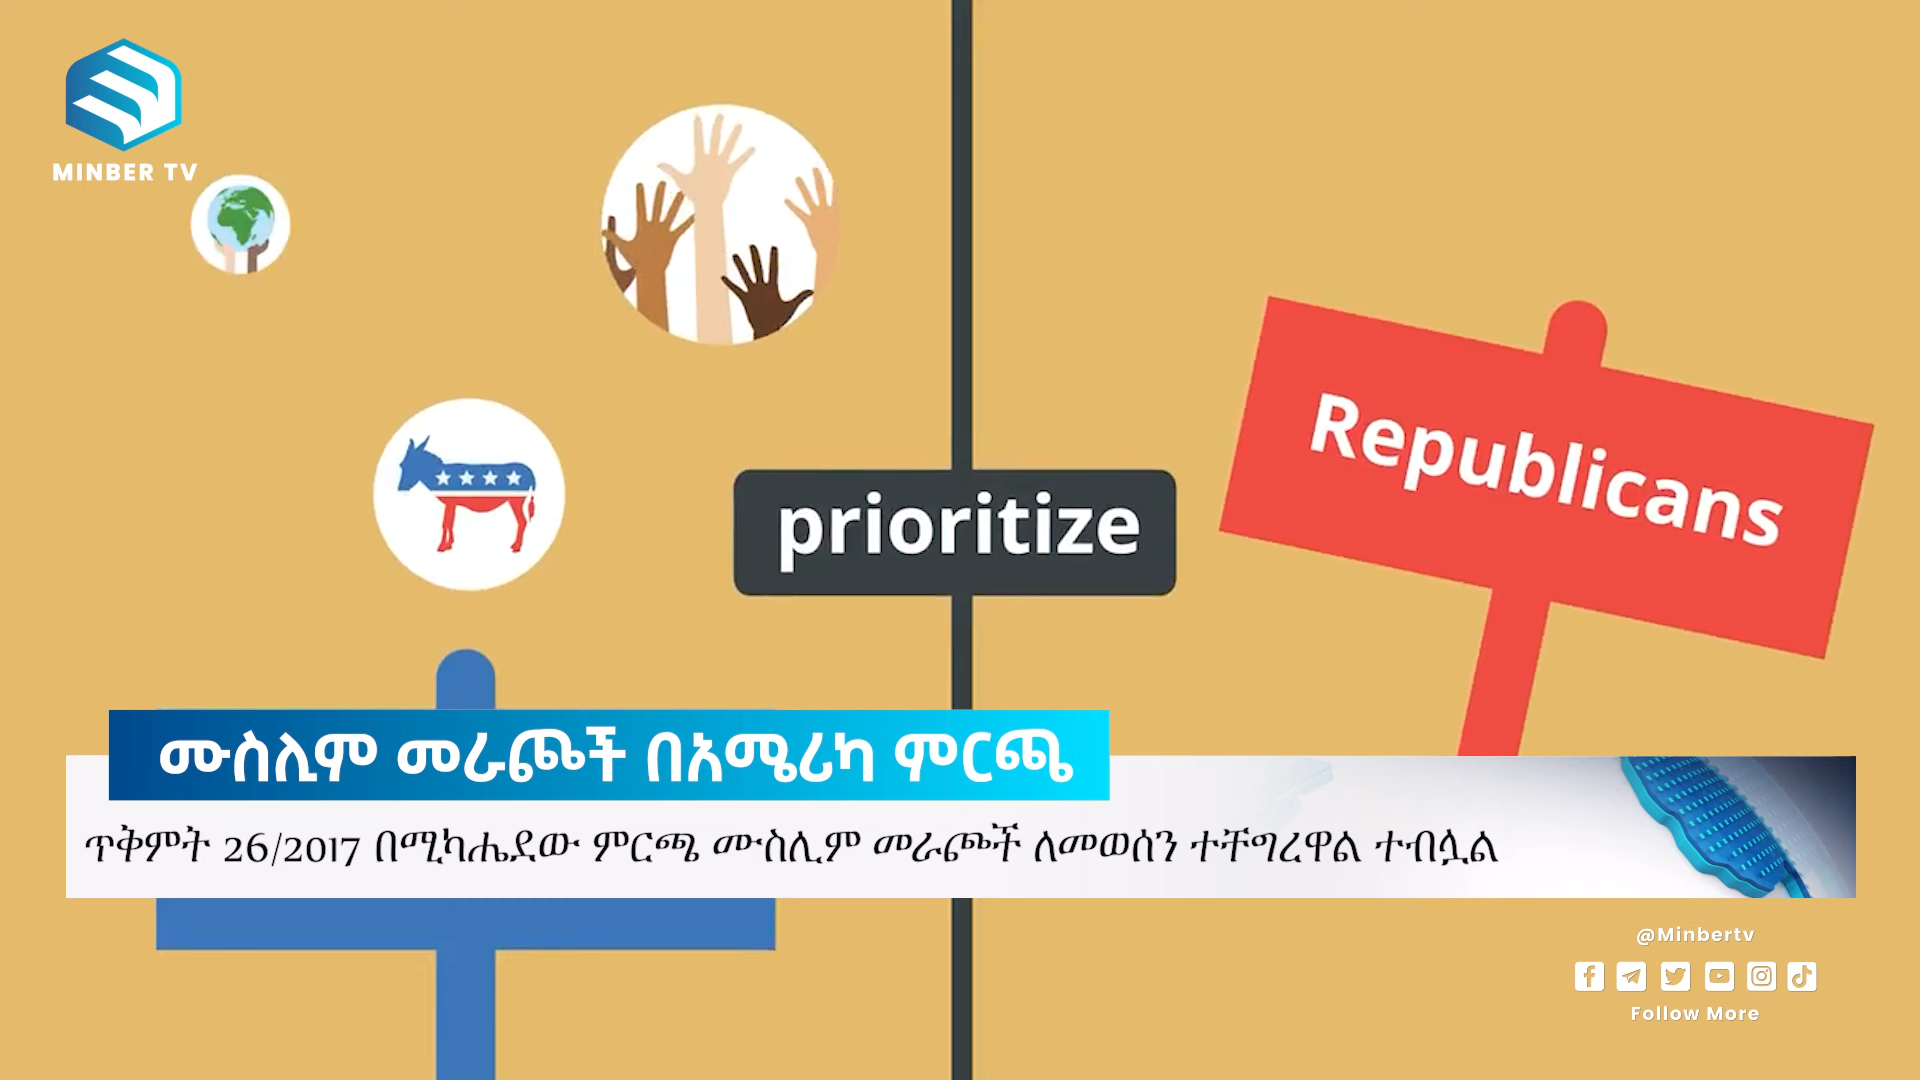 MINBER TV
Republicans
prioritize
ሙስሊም መራጮች በአሜሪካ ምርጫ
ጥቅምት 26/2017 በሚካሔደው ምርጫ ሙስሊም መራጮች ለመወሰን ተቸግረዋል ተብሏል
@Minbertv
Follow More